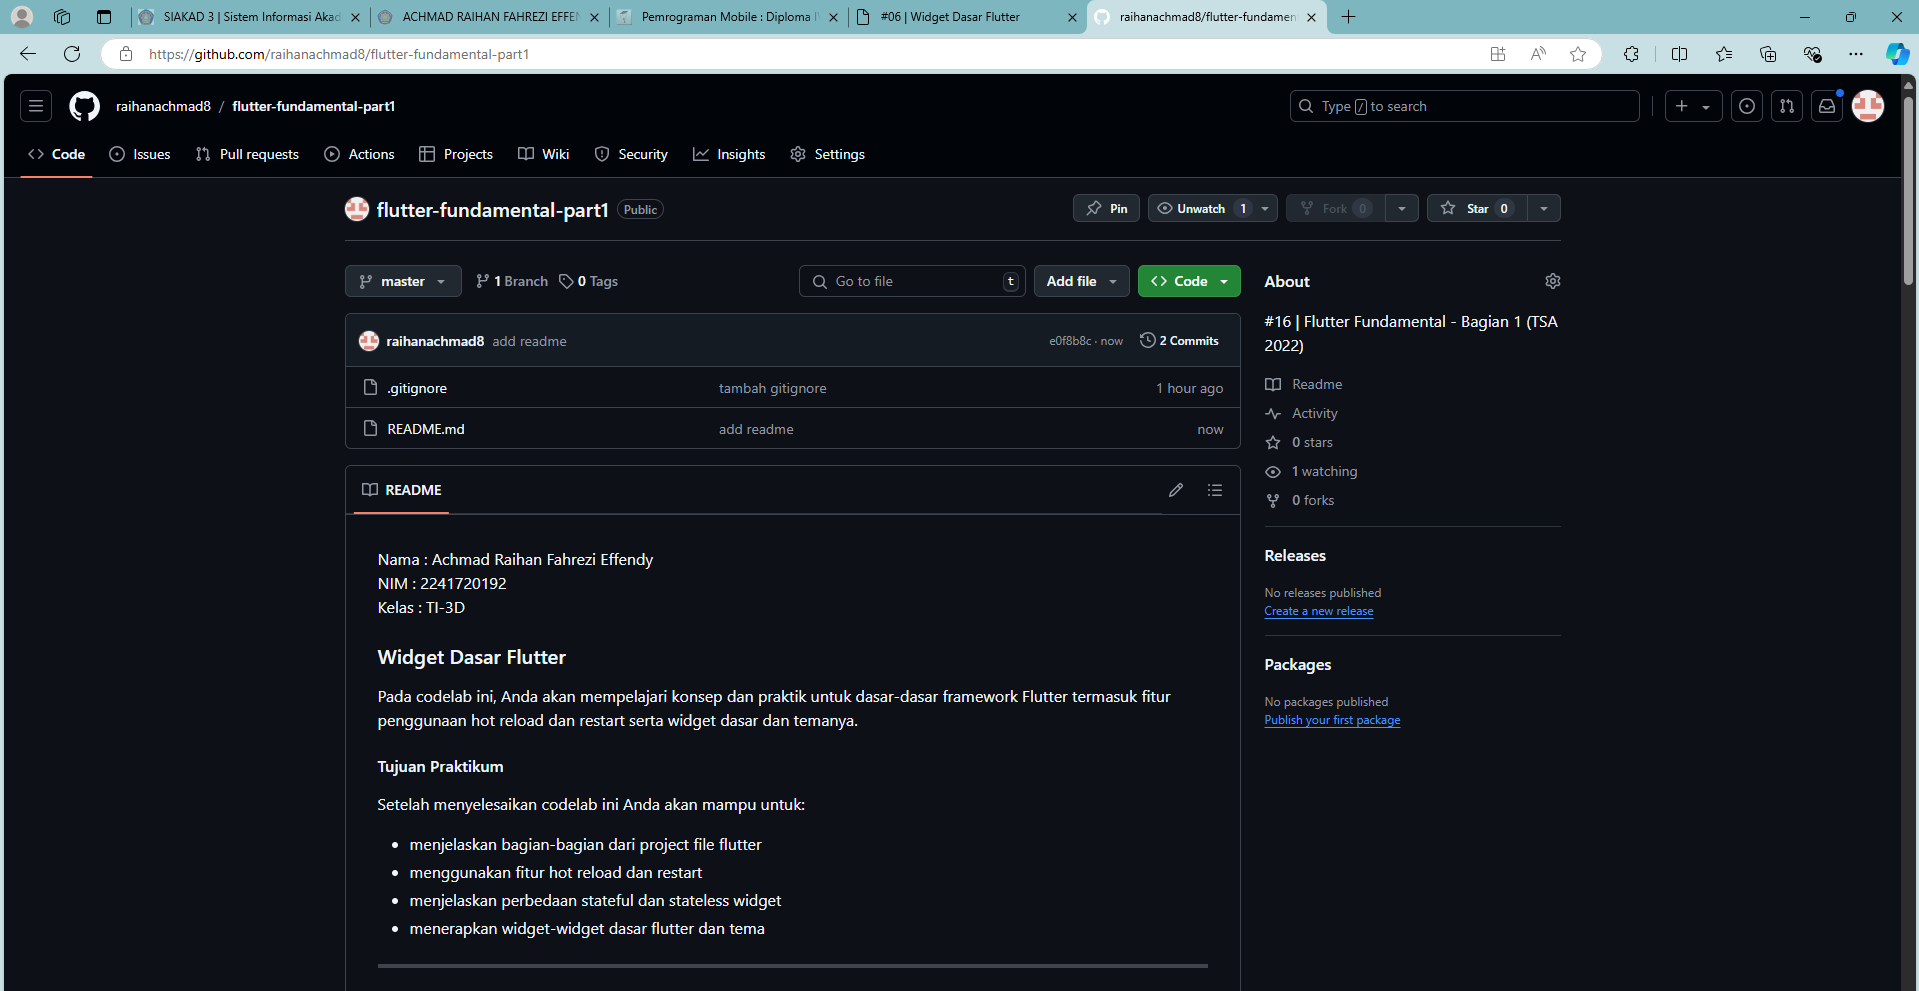 SIAKAD 3 | Sistem Informasi Akad
ACHMAD RAIHAN FAHREZI EFFEN
Pemrograman Mobile : Diploma I
#06 | Widget Dasar Flutter
raihanachmad8/flutter-fundamen
https://github.com/raihanachmad8/flutter-fundamental-part1
raihanachmad8 / flutter-fundamental-part1
Type / to search
Code Issues Pull requests Actions Projects Wiki Security Insights Settings
flutter-fundamental-part1 Public
Pin Unwatch 1 Fork 0 Star 0
master 1 Branch 0 Tags Go to file t Add file Code
raihanachmad8 add readme e0f8b8c · now 2 Commits
.gitignore tambah gitignore 1 hour ago
README.md add readme now
README
Nama : Achmad Raihan Fahrezi Effendy
NIM : 2241720192
Kelas : TI-3D
Widget Dasar Flutter
Pada codelab ini, Anda akan mempelajari konsep dan praktik untuk dasar-dasar framework Flutter termasuk fitur
penggunaan hot reload dan restart serta widget dasar dan temanya.
Tujuan Praktikum
Setelah menyelesaikan codelab ini Anda akan mampu untuk:
• menjelaskan bagian-bagian dari project file flutter
• menggunakan fitur hot reload dan restart
• menjelaskan perbedaan stateful dan stateless widget
• menerapkan widget-widget dasar flutter dan tema
About
#16 | Flutter Fundamental - Bagian 1 (TSA
2022)
Readme
Activity
0 stars
1 watching
0 forks
Releases
No releases published
Create a new release
Packages
No packages published
Publish your first package